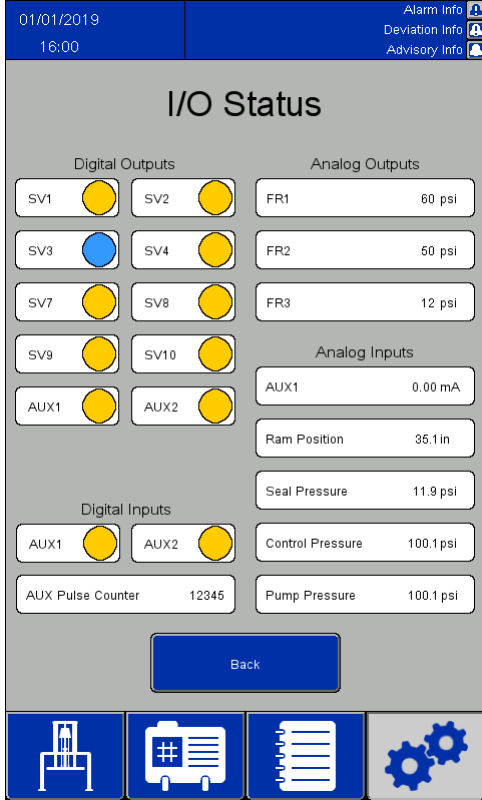 01/01/2019
16:00
Alarm Info
Deviation Info
Advisory Info
I/O Status
Digital Outputs
SV1
SV2
SV3
SV4
SV7
SV8
SV9
SV10
AUX1
AUX2
Digital Inputs
AUX1
AUX2
AUX Pulse Counter 12345
Analog Outputs
FR1 60 psi
FR2 50 psi
FR3 12 psi
Analog Inputs
AUX1 0.00 mA
Ram Position 35.1 in
Seal Pressure 11.9 psi
Control Pressure 100.1 psi
Pump Pressure 100.1 psi
Back